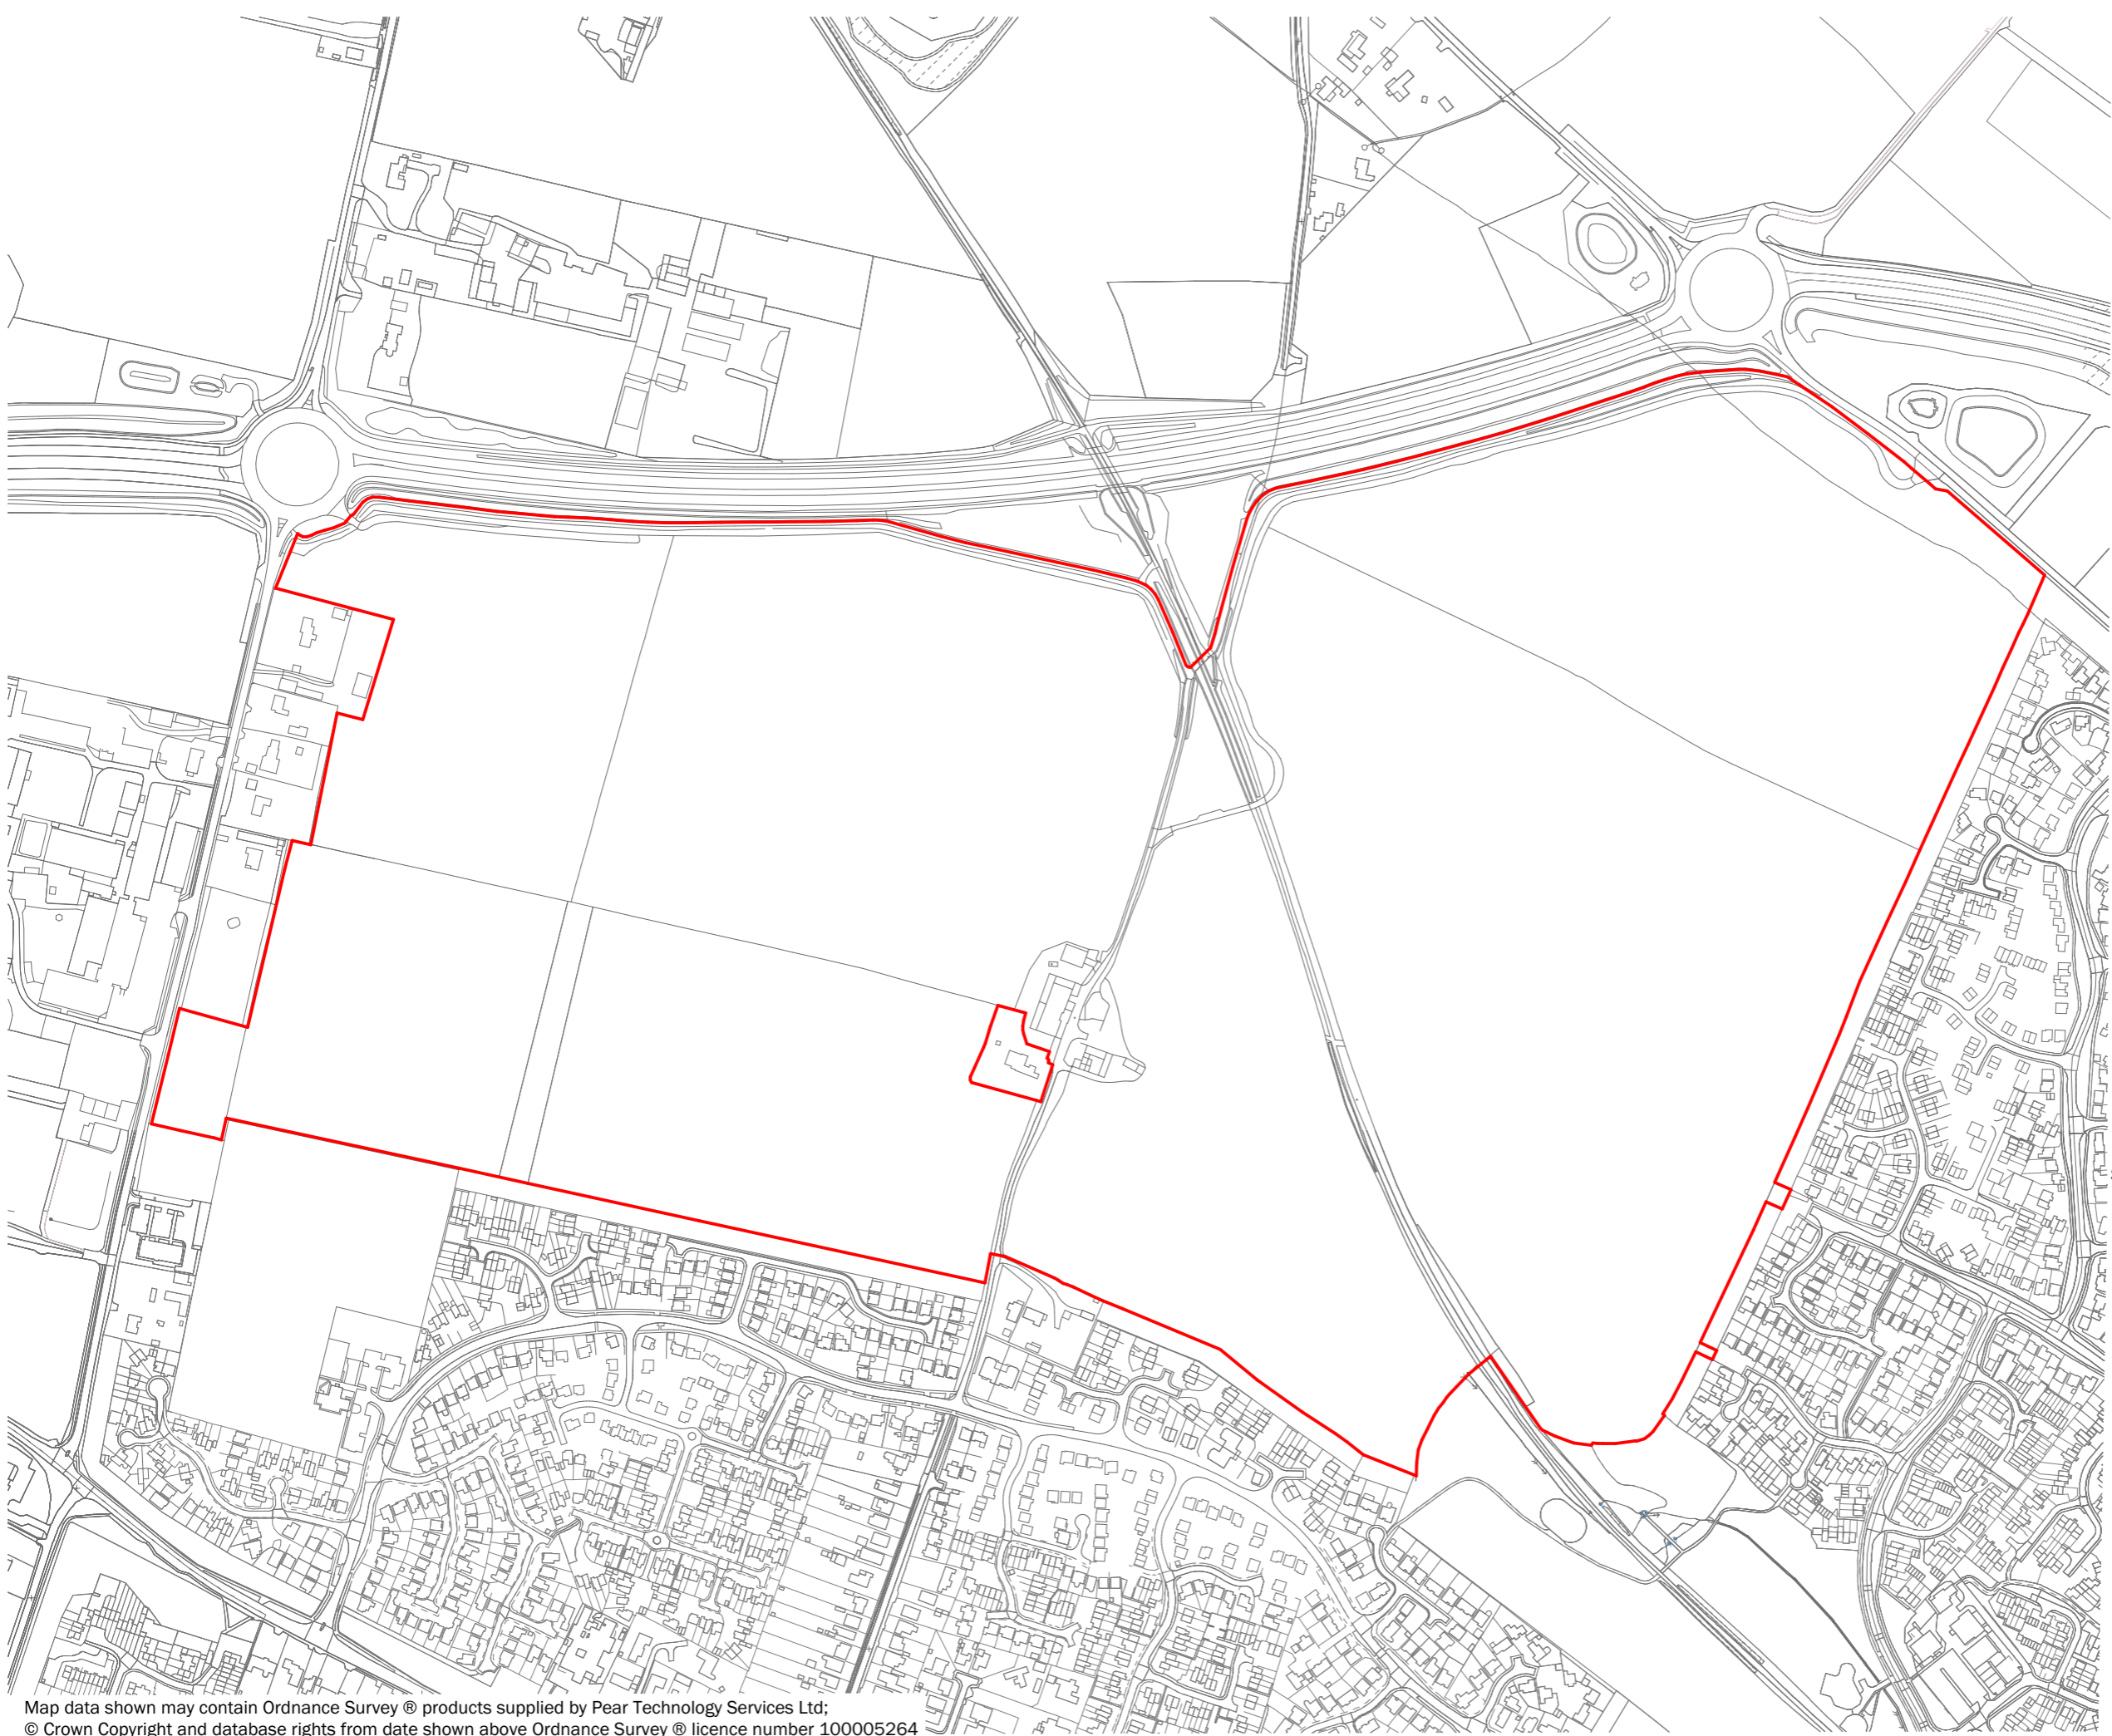 Map data shown may contain Ordnance Survey ® products supplied by Pear Technology Services Ltd;
© Crown Copyright and database rights from date shown above Ordnance Survey ® licence number 100005264